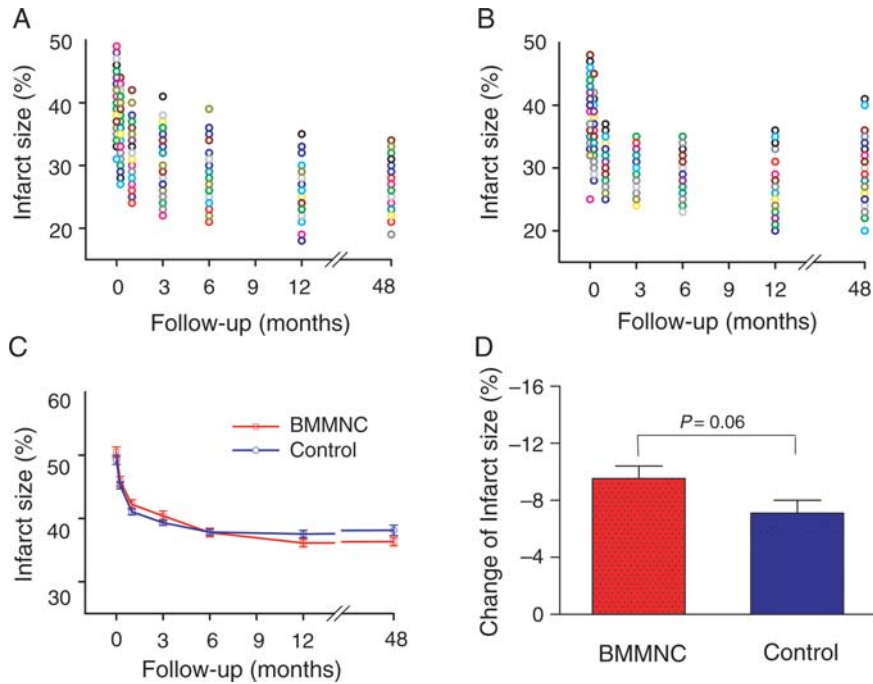 A
Infarct size (%)
50
40
30
20
0 3 6 9 12 48
Follow-up (months)
B
Infarct size (%)
50
40
30
20
0 3 6 9 12 48
Follow-up (months)
C
Infarct size (%)
60
50
40
30
BMMNC
Control
0 3 6 9 12 48
Follow-up (months)
D
Change of Infarct size (%)
−16
−12
−8
−4
0
P = 0.06
BMMNC Control